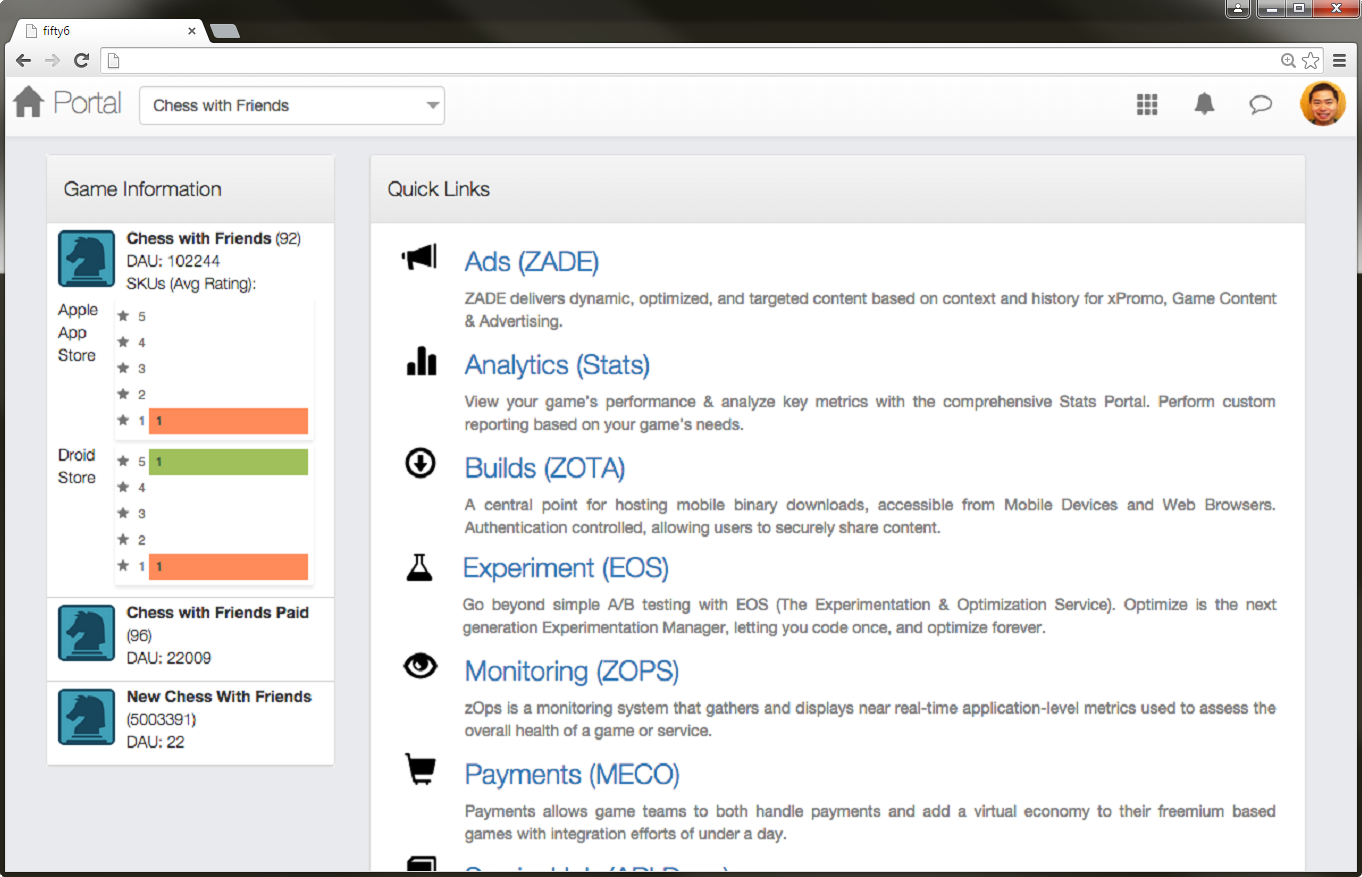 fifty6
Portal
Chess with Friends
Game Information
Chess with Friends (92)
DAU: 102244
SKUs (Avg Rating):
Apple
App
Store
5
4
3
2
1 1
Droid
Store
5 1
4
3
2
1 1
Chess with Friends Paid
(96)
DAU: 22009
New Chess With Friends
(5003391)
DAU: 22
Quick Links
Ads (ZADE)
ZADE delivers dynamic, optimized, and targeted content based on context and history for xPromo, Game Content
& Advertising.
Analytics (Stats)
View your game's performance & analyze key metrics with the comprehensive Stats Portal. Perform custom
reporting based on your game's needs.
Builds (ZOTA)
A central point for hosting mobile binary downloads, accessible from Mobile Devices and Web Browsers.
Authentication controlled, allowing users to securely share content.
Experiment (EOS)
Go beyond simple A/B testing with EOS (The Experimentation & Optimization Service). Optimize is the next
generation Experimentation Manager, letting you code once, and optimize forever.
Monitoring (ZOPS)
zOps is a monitoring system that gathers and displays near real-time application-level metrics used to assess the
overall health of a game or service.
Payments (MECO)
Payments allows game teams to both handle payments and add a virtual economy to their freemium based
games with integration efforts of under a day.